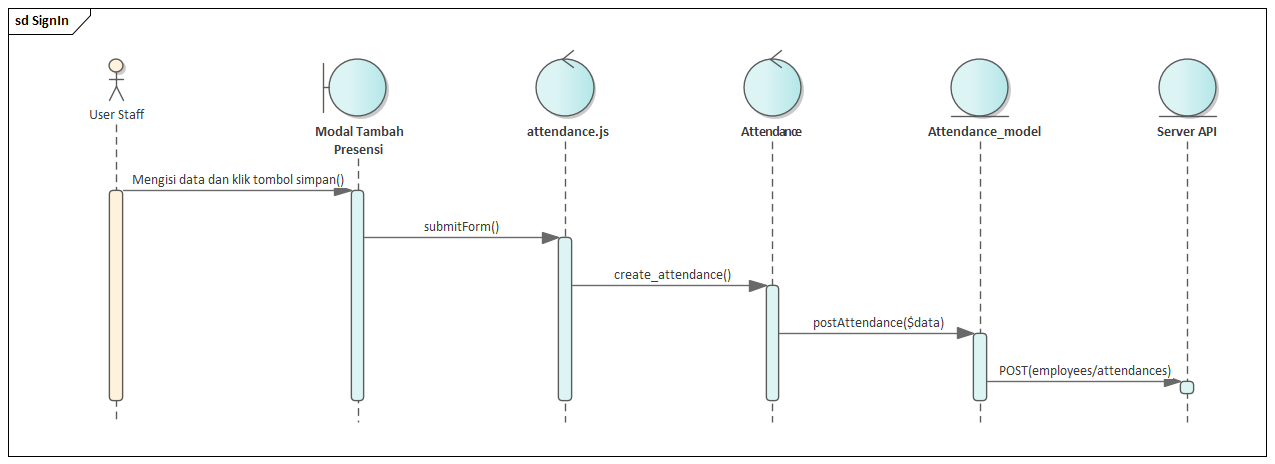 sd SignIn
User Staff
Modal Tambah
Presensi
attendance.js
Attendance
Attendance_model
Server API
Mengisi data dan klik tombol simpan()
submitForm()
create_attendance()
postAttendance($data)
POST(employees/attendances)